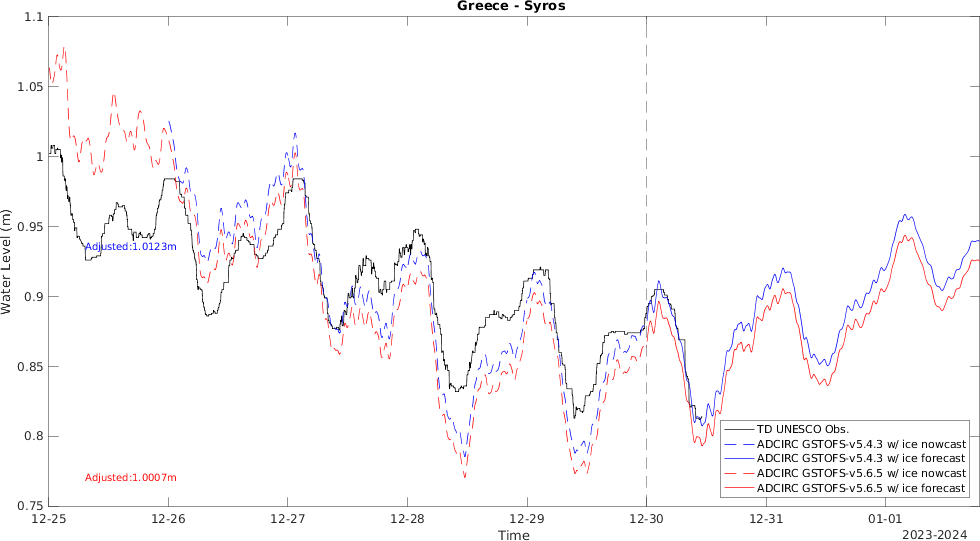 Greece - Syros
1.1
1.05
1
0.95
0.9
0.85
0.8
0.75
Water Level (m)
Adjusted:1.0123m
Adjusted:1.0007m
TD UNESCO Obs.
ADCIRC GSTOFS-v5.4.3 w/ ice nowcast
ADCIRC GSTOFS-v5.4.3 w/ ice forecast
ADCIRC GSTOFS-v5.6.5 w/ ice nowcast
ADCIRC GSTOFS-v5.6.5 w/ ice forecast
12-25 12-26 12-27 12-28 12-29 12-30 12-31 01-01
Time
2023-2024